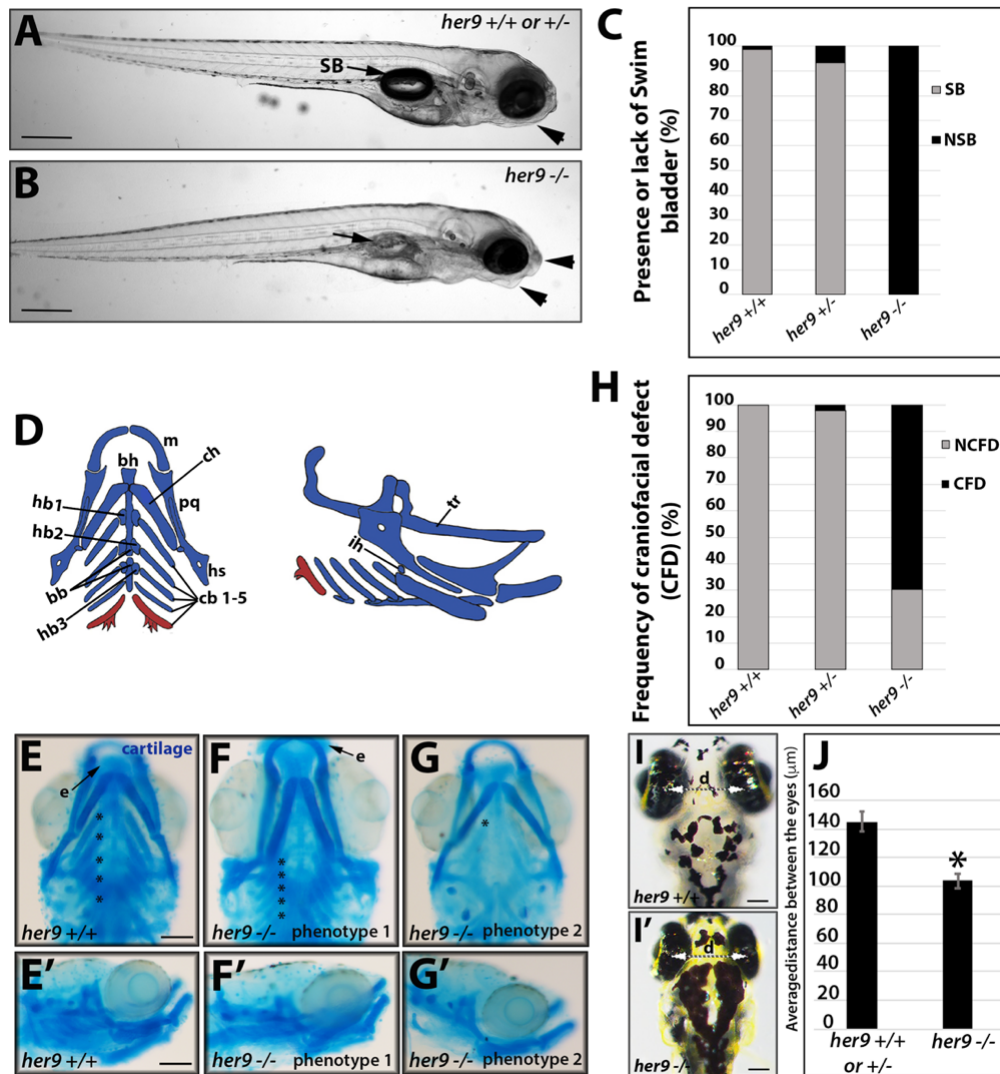 A
her9 +/+ or +/-
SB
B
her9 -/-
C
Presence or lack of Swim
bladder (%)
100
90
80
70
60
50
40
30
20
10
0
her9 +/+
her9 +/-
her9 -/-
SB
NSB
D
m
bh
ch
hb1
pq
hb2
hs
bb
cb 1-5
hb3
tr
ih
H
Frequency of craniofacial defect
(CFD) (%)
100
90
80
70
60
50
40
30
20
10
0
her9 +/+
her9 +/-
her9 -/-
NCFD
CFD
E
cartilage
e
*
*
*
*
*
her9 +/+
F
e
*
*
*
*
*
her9 -/- phenotype 1
G
*
her9 -/- phenotype 2
E'
her9 +/+
F'
her9 -/- phenotype 1
G'
her9 -/- phenotype 2
I
d
her9 +/+
I'
d
her9 -/-
J
Averagedistance between the eyes (μm)
160
140
120
100
80
60
40
20
0
*
her9 +/+
or +/-
her9 -/-